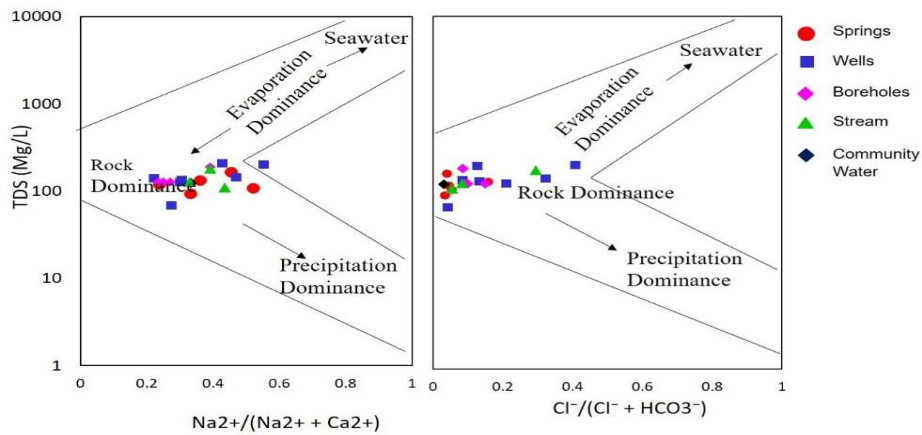 10000
1000
100
10
1
TDS (Mg/L)
Seawater
Evaporation
Dominance
Rock
Dominance
Precipitation
Dominance
0
0.2
0.4
0.6
0.8
1
Na2+/(Na2+ + Ca2+)
Seawater
Evaporation
Dominance
Rock Dominance
Precipitation
Dominance
0
0.2
0.4
0.6
0.8
1
Cl⁻/(Cl⁻ + HCO3⁻)
Springs
Wells
Boreholes
Stream
Community
Water